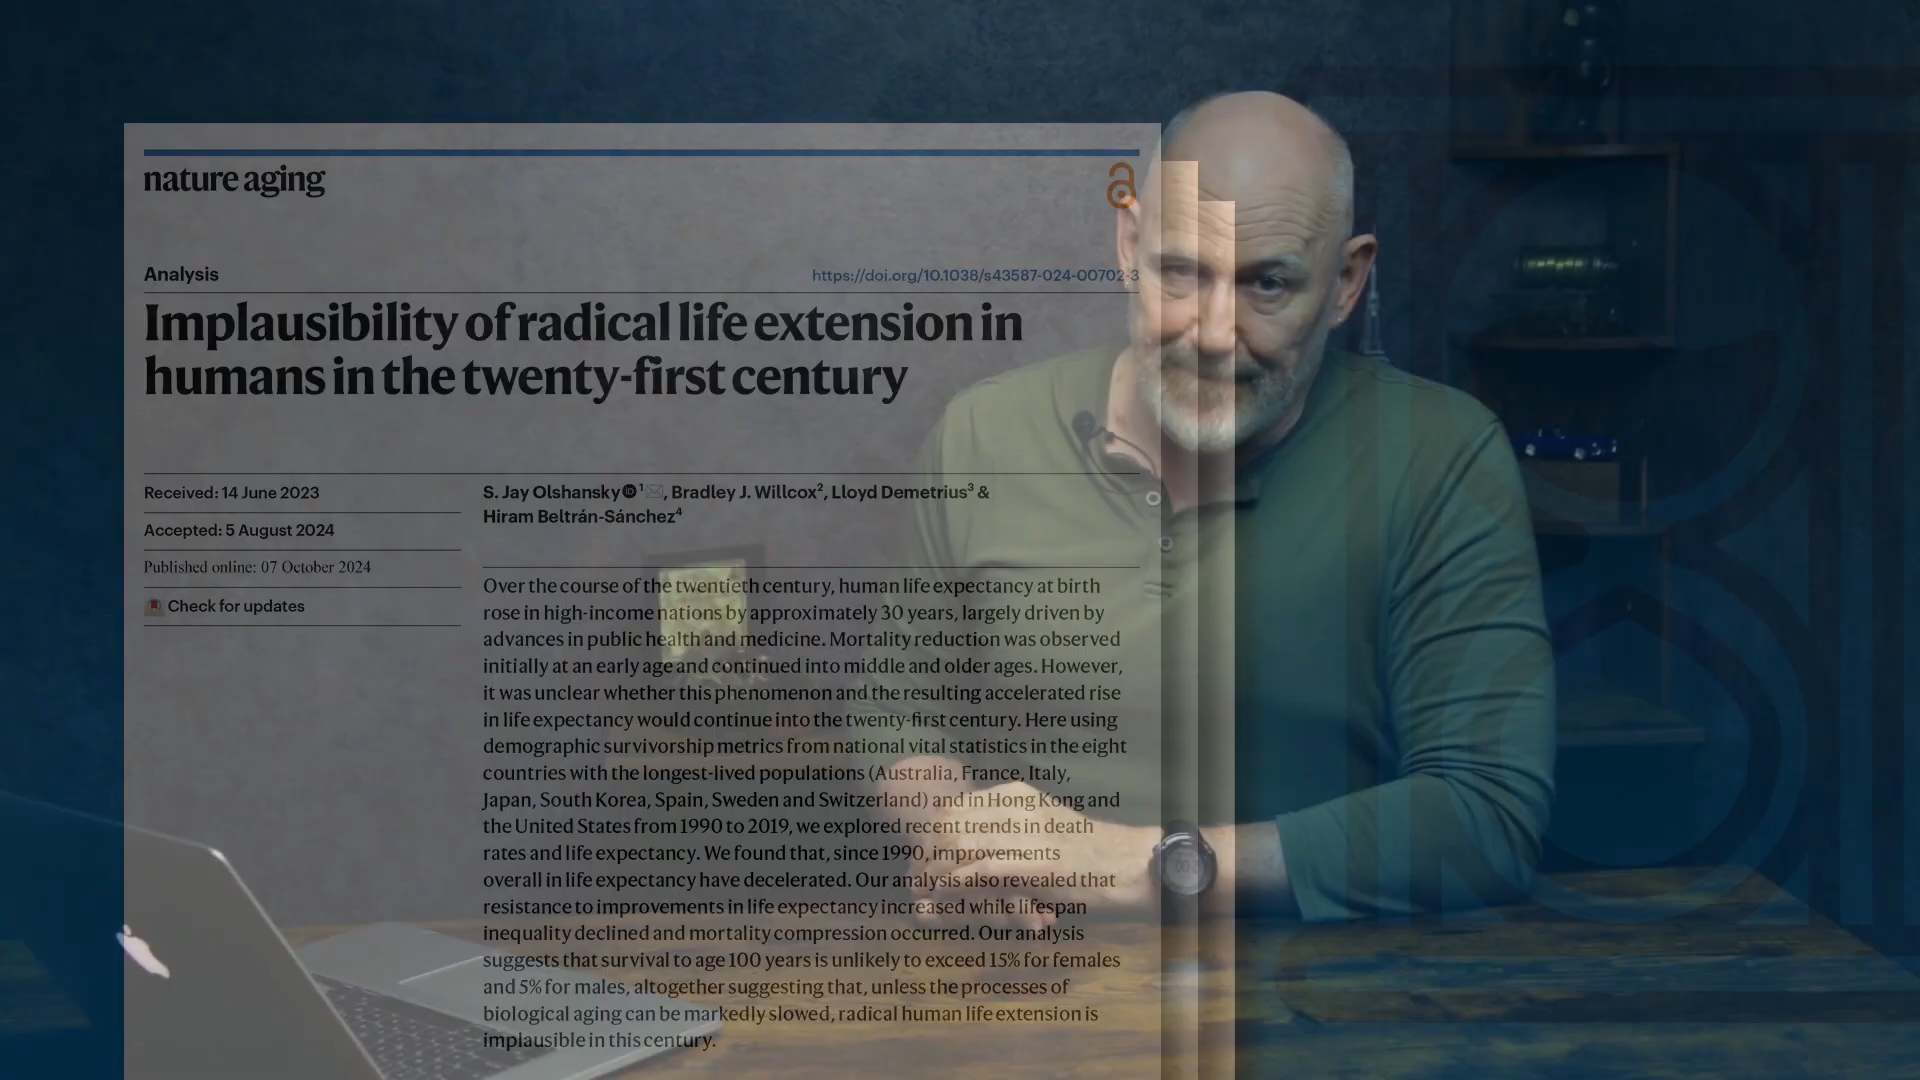 nature aging
Analysis
https://doi.org/10.1038/s43587-024-00702-3
Implausibility of radical life extension in
humans in the twenty-first century
Received: 14 June 2023
Accepted: 5 August 2024
Published online: 07 October 2024
Check for updates
S. Jay Olshansky 1, Bradley J. Willcox2, Lloyd Demetrius3 &
Hiram Beltrán-Sánchez4
Over the course of the twentieth century, human life expectancy at birth
rose in high-income nations by approximately 30 years, largely driven by
advances in public health and medicine. Mortality reduction was observed
initially at an early age and continued into middle and older ages. However,
it was unclear whether this phenomenon and the resulting accelerated rise
in life expectancy would continue into the twenty-first century. Here using
demographic survivorship metrics from national vital statistics in the eight
countries with the longest-lived populations (Australia, France, Italy,
Japan, South Korea, Spain, Sweden and Switzerland) and in Hong Kong and
the United States from 1990 to 2019, we explored recent trends in death
rates and life expectancy. We found that, since 1990, improvements
overall in life expectancy have decelerated. Our analysis also revealed that
resistance to improvements in life expectancy increased while lifespan
inequality declined and mortality compression occurred. Our analysis
suggests that survival to age 100 years is unlikely to exceed 15% for females
and 5% for males, altogether suggesting that, unless the processes of
biological aging can be markedly slowed, radical human life extension is
implausible in this century.